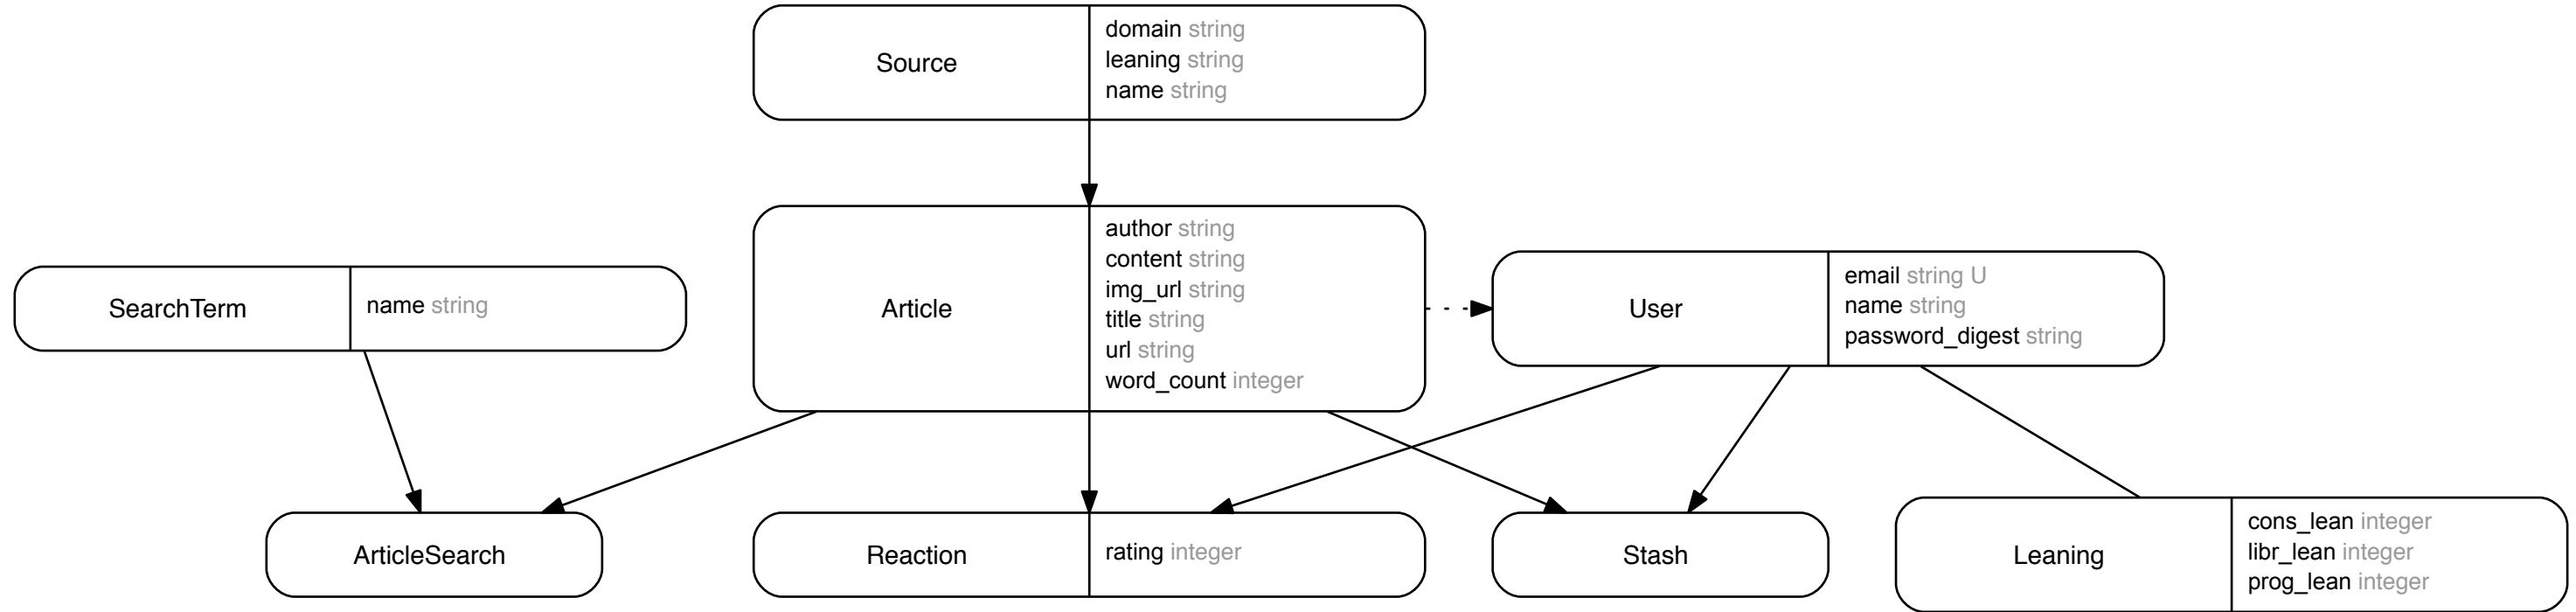 Source
domain string
leaning string
name string
SearchTerm
name string
Article
author string
content string
img_url string
title string
url string
word_count integer
User
email string U
name string
password_digest string
ArticleSearch
Reaction
rating integer
Stash
Leaning
cons_lean integer
libr_lean integer
prog_lean integer